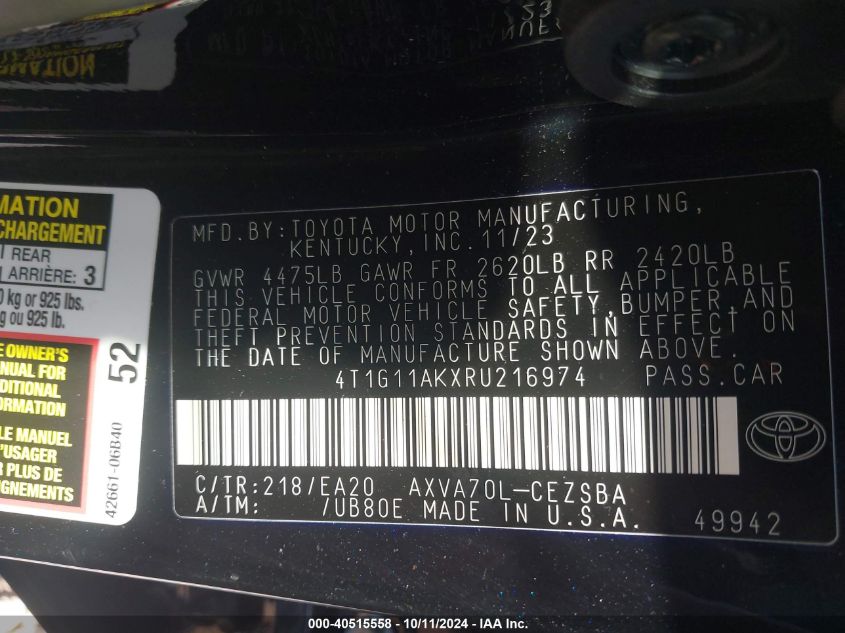 MATION
CHARGEMENT
REAR
ARRIÈRE: 3
kg or 925 lbs.
ou 925 lb.
OWNER'S
FOR
DITIONAL
FORMATION
LE MANUEL
L'USAGER
PLUS DE
IGNEMENTS
52
42661-06B40
MFD.BY:TOYOTA MOTOR MANUFACTURING,
KENTUCKY,INC.11/23
GVWR 4475LB GAWR FR 2620LB RR 2420LB
THIS VEHICLE CONFORMS TO ALL APPLICABLE
FEDERAL MOTOR VEHICLE SAFETY,BUMPER,AND
THEFT PREVENTION STANDARDS IN EFFECT ON
THE DATE OF MANUFACTURE SHOWN ABOVE.
4T1G11AKXRU216974 PASS.CAR
C/TR:218/EA20 AXVA70L-CEZSBA
A/TM: /UB80E MADE IN U.S.A.
49942
000-40515558 - 10/11/2024 - IAA Inc.